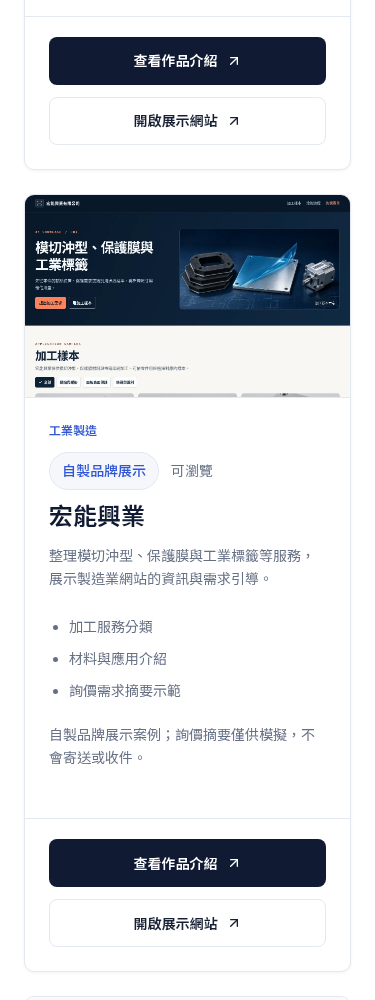 查看作品介紹
開啟展示網站
模切沖型、保護膜與
工業標籤
加工樣本
工業製造
自製品牌展示
可瀏覽
宏能興業
整理模切沖型、保護膜與工業標籤等服務，
展示製造業網站的資訊與需求引導。
加工服務分類
材料與應用介紹
詢價需求摘要示範
自製品牌展示案例；詢價摘要僅供模擬，不
會寄送或收件。
查看作品介紹
開啟展示網站